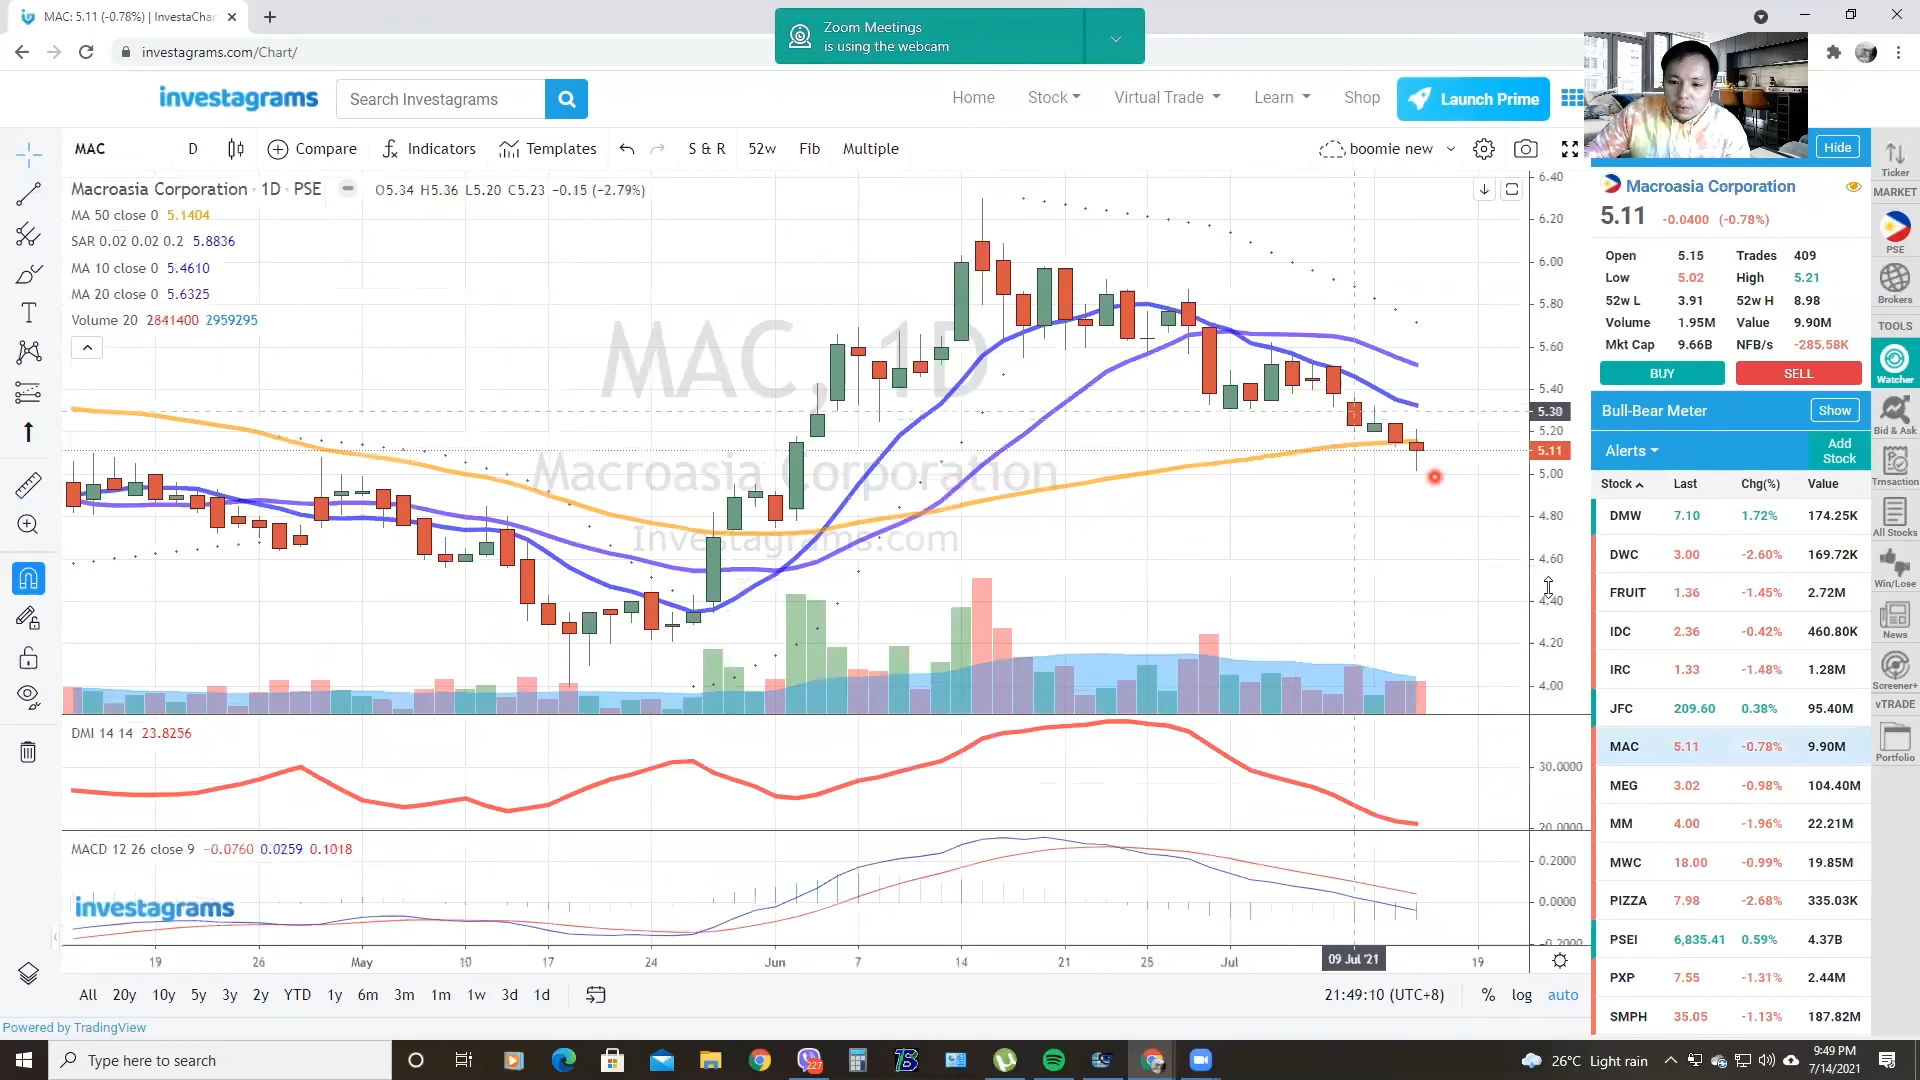 MAC: 5.11 (-0.78%) | InvestaChar
Zoom Meetings
is using the webcam
investagrams.com/Chart/
investagrams
Search Investagrams
Home
Stock
Virtual Trade
Learn
Shop
Launch Prime
MAC
D
Compare
Indicators
Templates
S & R
52w
Fib
Multiple
boomie new
Hide
Macroasia Corporation · 1D · PSE
O5.34 H5.36 L5.20 C5.23 −0.15 (−2.79%)
MA 50 close 0 5.1404
SAR 0.02 0.02 0.2 5.8836
MA 10 close 0 5.4610
MA 20 close 0 5.6325
Volume 20 2841400 2959295
MAC, 1D
Macroasia Corporation
Investagrams.com
6.40
6.20
6.00
5.80
5.60
5.40
5.30
5.20
5.11
5.00
4.80
4.60
4.40
4.20
4.00
DMI 14 14 23.8256
30.0000
20.0000
MACD 12 26 close 9 −0.0760 0.0259 0.1018
0.2000
0.0000
-0.2000
investagrams
19
26
May
10
17
24
Jun
7
14
21
25
Jul
09 Jul '21
19
All
20y
10y
5y
3y
2y
YTD
1y
6m
3m
1m
1w
3d
1d
21:49:10 (UTC+8)
%
log
auto
Powered by TradingView
Macroasia Corporation
5.11 -0.0400 (-0.78%)
Open 5.15 Trades 409
Low 5.02 High 5.21
52w L 3.91 52w H 8.98
Volume 1.95M Value 9.90M
Mkt Cap 9.66B NFB/s -285.58K
BUY
SELL
Bull-Bear Meter
Show
Alerts
Add
Stock
Stock Last Chg(%) Value
DMW 7.10 1.72% 174.25K
DWC 3.00 -2.60% 169.72K
FRUIT 1.36 -1.45% 2.72M
IDC 2.36 -0.42% 460.80K
IRC 1.33 -1.48% 1.28M
JFC 209.60 0.38% 95.40M
MAC 5.11 -0.78% 9.90M
MEG 3.02 -0.98% 104.40M
MM 4.00 -1.96% 22.21M
MWC 18.00 -0.99% 19.85M
PIZZA 7.98 -2.68% 335.03K
PSEI 6,835.41 0.59% 4.37B
PXP 7.55 -1.31% 2.44M
SMPH 35.05 -1.13% 187.82M
Ticker
MARKET
PSE
Brokers
TOOLS
Watcher
Bid & Ask
Trnsaction
All Stocks
Win/Lose
News
Screener+
vTRADE
Portfolio
Type here to search
227
26°C Light rain
9:49 PM
7/14/2021